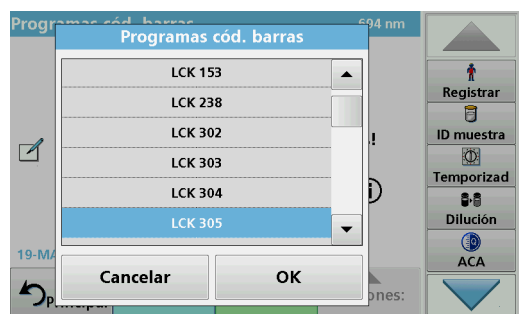 Programas cód. barras
694 nm
Programas cód. barras
LCK 153
LCK 238
LCK 302
LCK 303
LCK 304
LCK 305
Cancelar
OK
Registrar
ID muestra
Temporizad
Dilución
ACA
19-MA